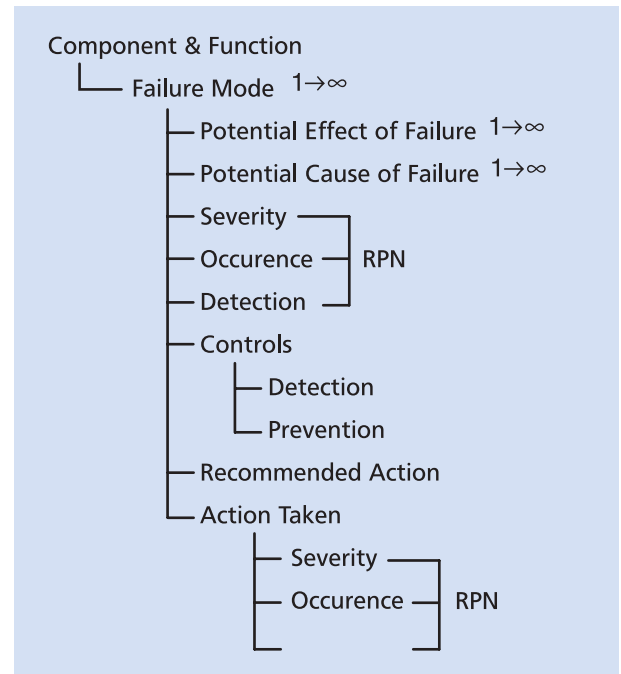 Component & Function
Failure Mode 1→∞
Potential Effect of Failure 1→∞
Potential Cause of Failure 1→∞
Severity
Occurence RPN
Detection
Controls
Detection
Prevention
Recommended Action
Action Taken
Severity
Occurence RPN